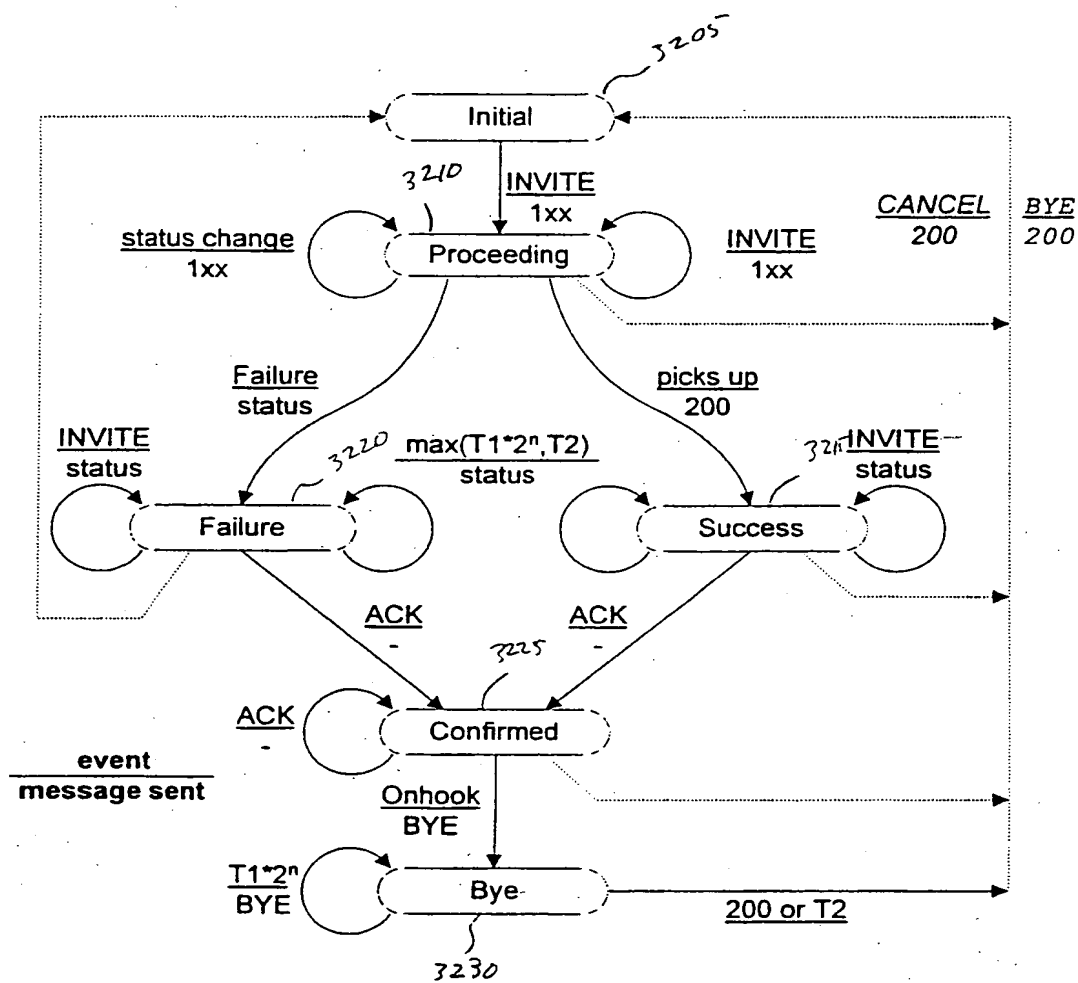 3205
Initial
3210
INVITE
1xx
CANCEL
200
BYE
200
status change
1xx
Proceeding
INVITE
1xx
Failure
status
picks up
200
INVITE
status
3220
max(T1*2ⁿ,T2)
status
3215
INVITE
status
Failure
Success
ACK
-
ACK
-
3225
ACK
-
Confirmed
event
message sent
Onhook
BYE
T1*2ⁿ
BYE
Bye
200 or T2
3230